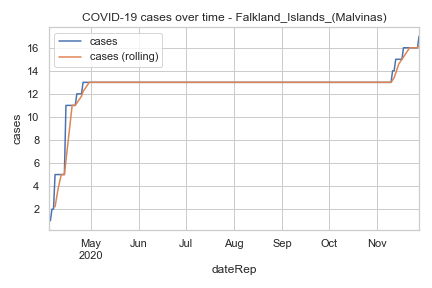 COVID-19 cases over time - Falkland_Islands_(Malvinas)
cases
cases (rolling)
16
14
12
10
8
6
4
2
cases
May
2020
Jun
Jul
Aug
Sep
Oct
Nov
dateRep